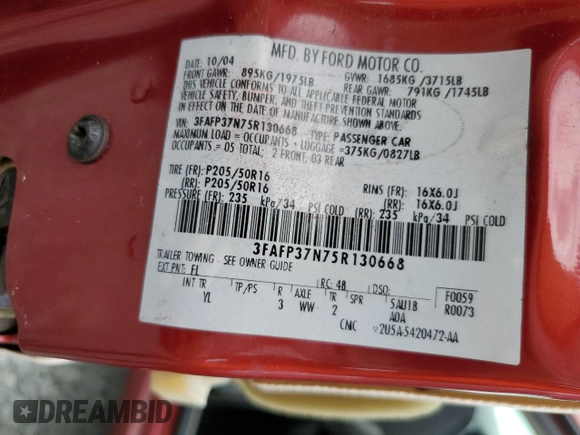 MFD. BY FORD MOTOR CO.
DATE: 10/04 GVWR: 1685KG /3715LB
FRONT GAWR: 895KG/1975LB REAR GAWR: 791KG /1745LB
THIS VEHICLE CONFORMS TO ALL APPLICABLE FEDERAL MOTOR
VEHICLE SAFETY, BUMPER, AND THEFT PREVENTION STANDARDS
IN EFFECT ON THE DATE OF MANUFACTURE SHOWN ABOVE.
VIN: 3FAFP37N75R130668 TYPE: PASSENGER CAR
MAXIMUM LOAD = OCCUPANTS + LUGGAGE =375KG/0827LB
OCCUPANTS = 05 TOTAL; 2 FRONT, 03 REAR
TIRE (FR): P205/50R16 RINS (FR): 16X6.0J
(RR): P205/50R16 (RR): 16X6.0J
PRESSURE (FR): 235 kPa/34 PSI COLD (RR): 235 kPa/34 PSI COLD
3FAFP37N75R130668
TRAILER TOWING - SEE OWNER GUIDE
EXT PNT: FL RC: 48 DSO: F0059
INT TR TP/PS R AXLE TR SPR 5AU1B R0073
YL 3 WW 2 AOA
CNC 2U5A-5420472-AA
DREAMBID